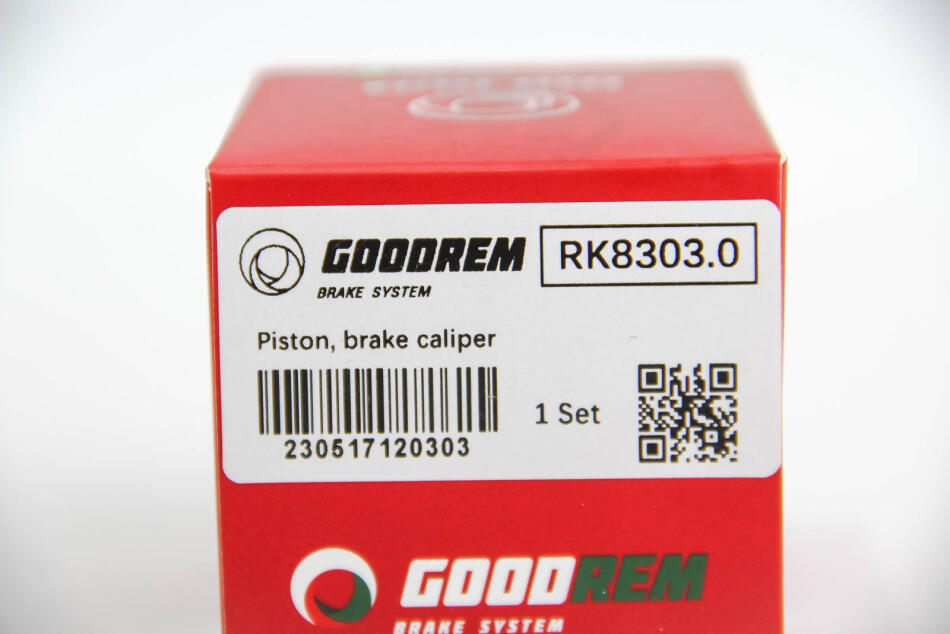 GOODREM
RK8303.0
BRAKE SYSTEM
Piston, brake caliper
1 Set
230517120303
GOODREM
BRAKE SYSTEM